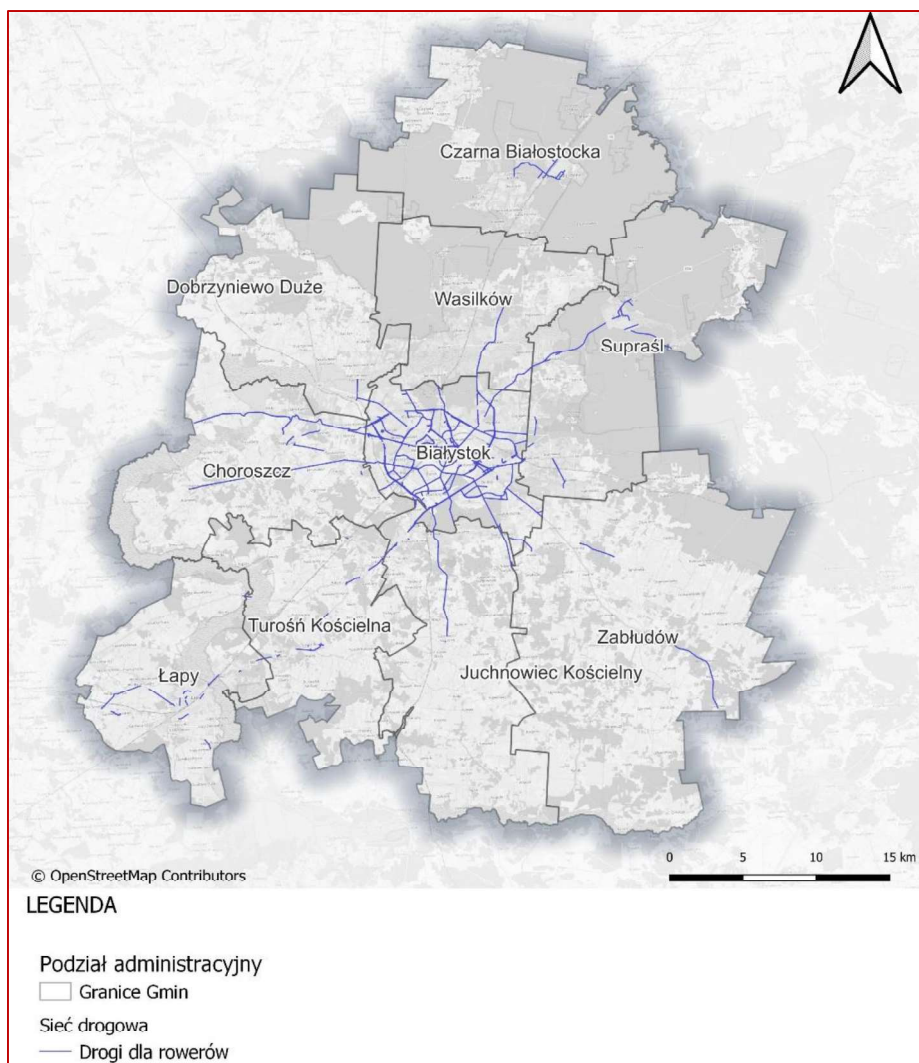 Czarna Białostocka
Dobrzyniewo Duże
Wasilków
Supraśl
Białystok
Choroszcz
Turośń Kościelna
Zabłudów
Łapy
Juchnowiec Kościelny
0 5 10 15 km
© OpenStreetMap Contributors
LEGENDA
Podział administracyjny
Granice Gmin
Sieć drogowa
Drogi dla rowerów